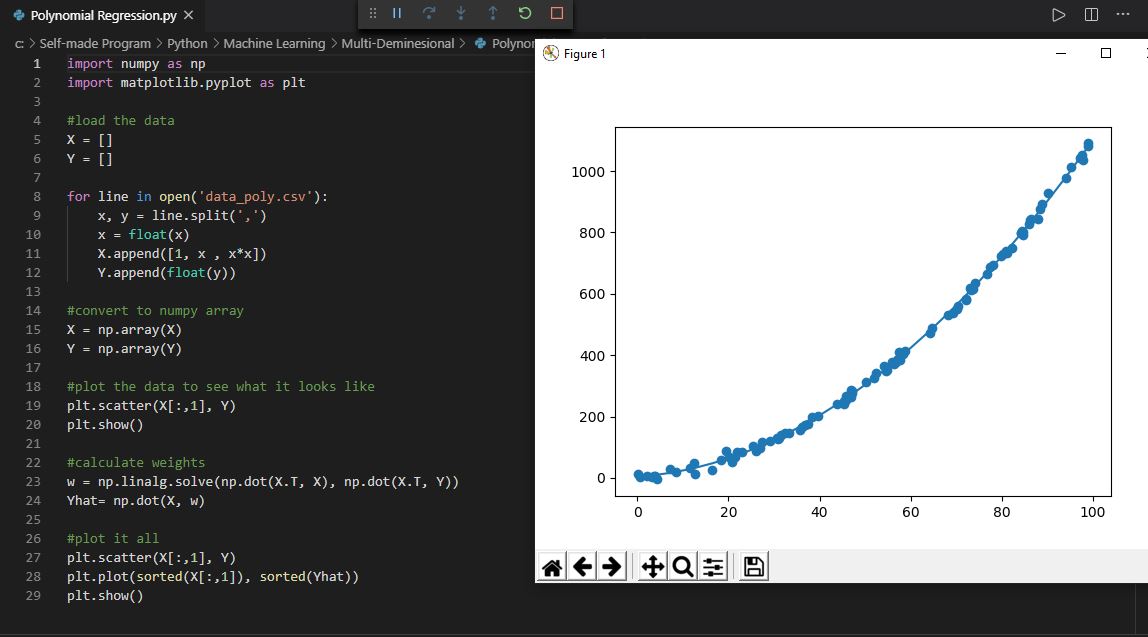 Polynomial Regression.py
c: > Self-made Program > Python > Machine Learning > Multi-Deminesional > Polyno
1 import numpy as np
2 import matplotlib.pyplot as plt
3
4 #load the data
5 X = []
6 Y = []
7
8 for line in open('data_poly.csv'):
9 x, y = line.split(',')
10 x = float(x)
11 X.append([1, x , x*x])
12 Y.append(float(y))
13
14 #convert to numpy array
15 X = np.array(X)
16 Y = np.array(Y)
17
18 #plot the data to see what it looks like
19 plt.scatter(X[:,1], Y)
20 plt.show()
21
22 #calculate weights
23 w = np.linalg.solve(np.dot(X.T, X), np.dot(X.T, Y))
24 Yhat= np.dot(X, w)
25
26 #plot it all
27 plt.scatter(X[:,1], Y)
28 plt.plot(sorted(X[:,1]), sorted(Yhat))
29 plt.show()
Figure 1
1000
800
600
400
200
0
0 20 40 60 80 100